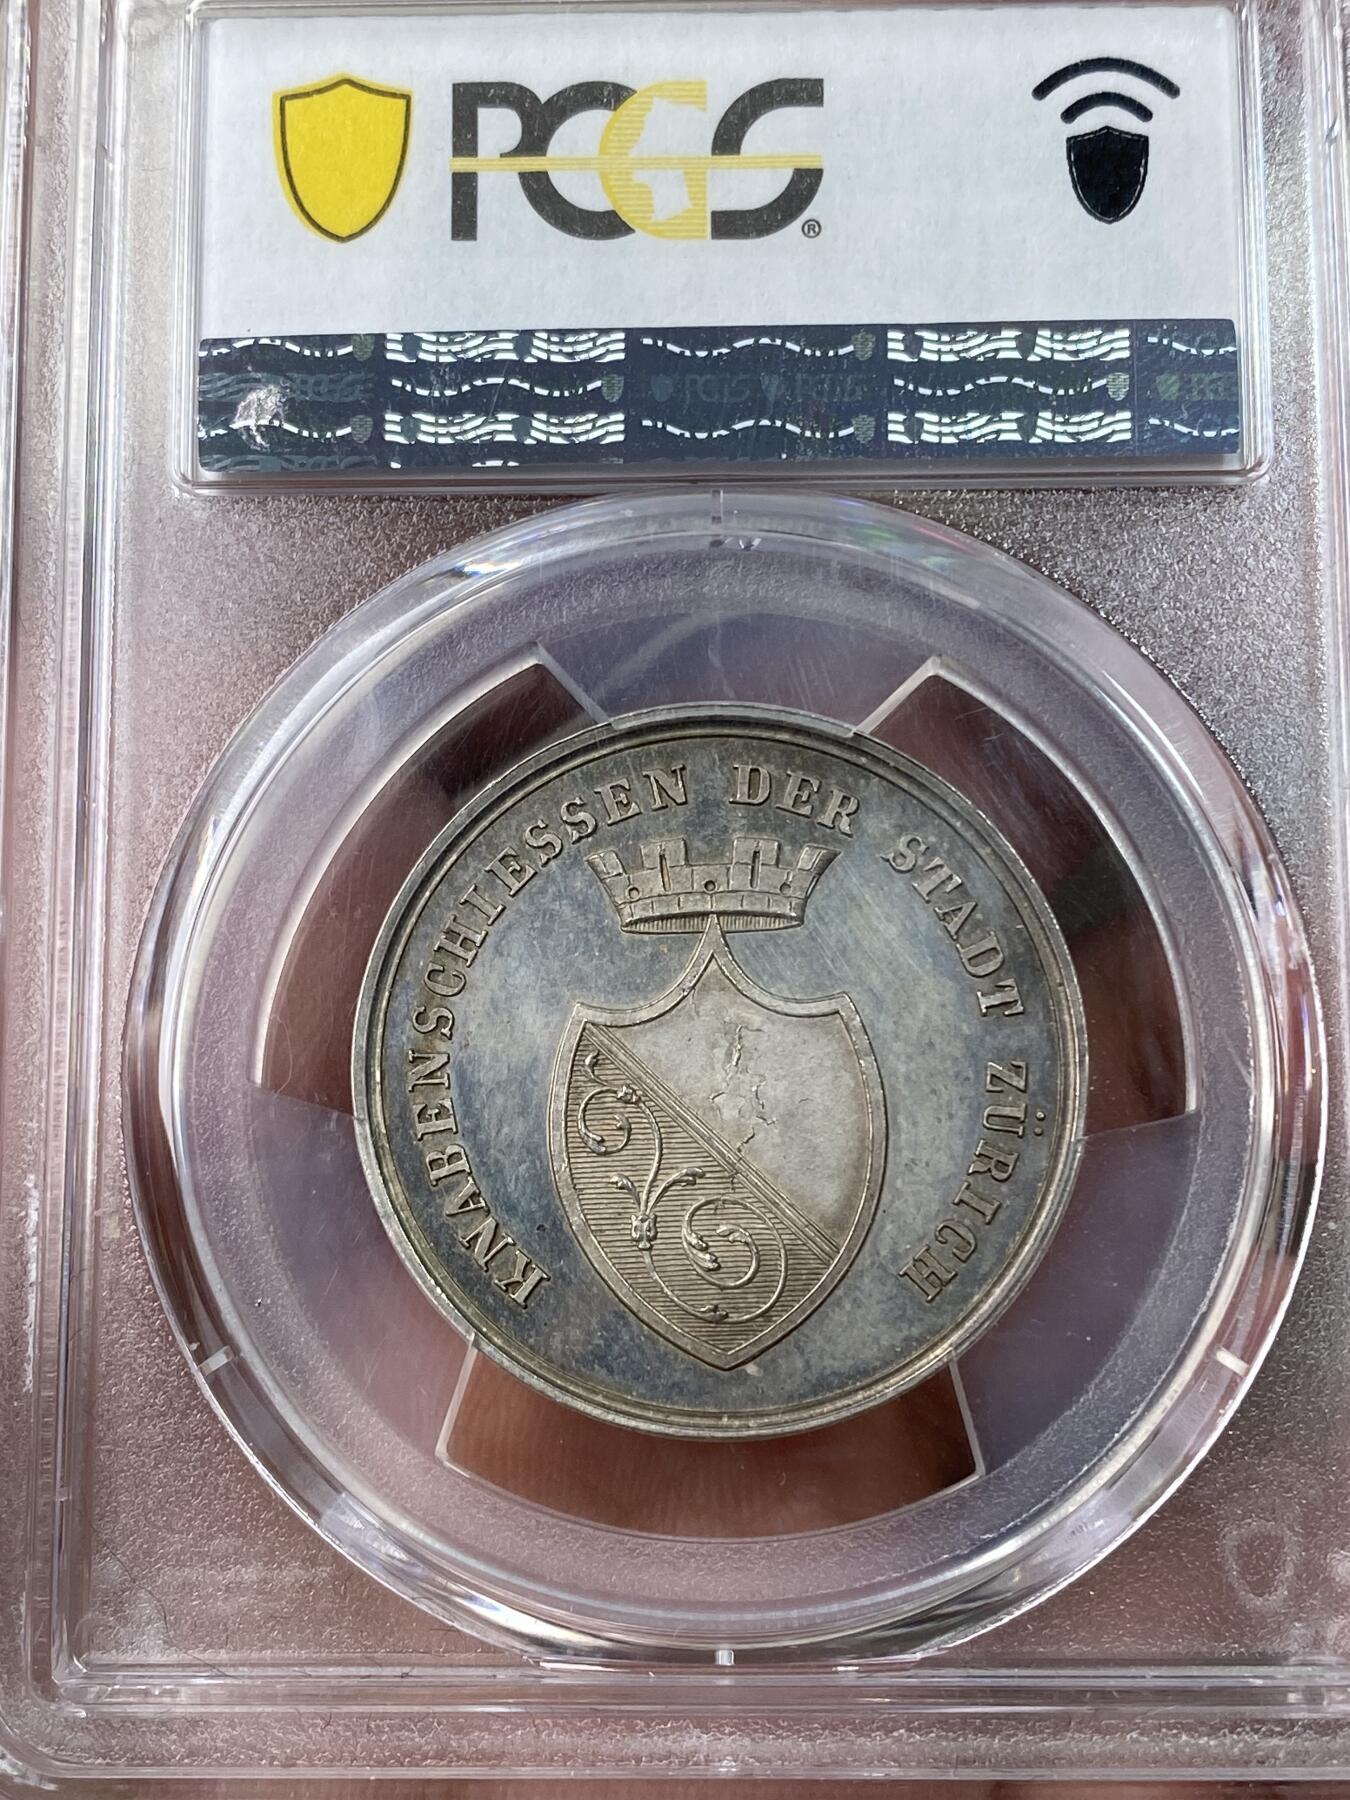 PCGS®
KNABENSCHIESSEN DER STADT ZÜRICH